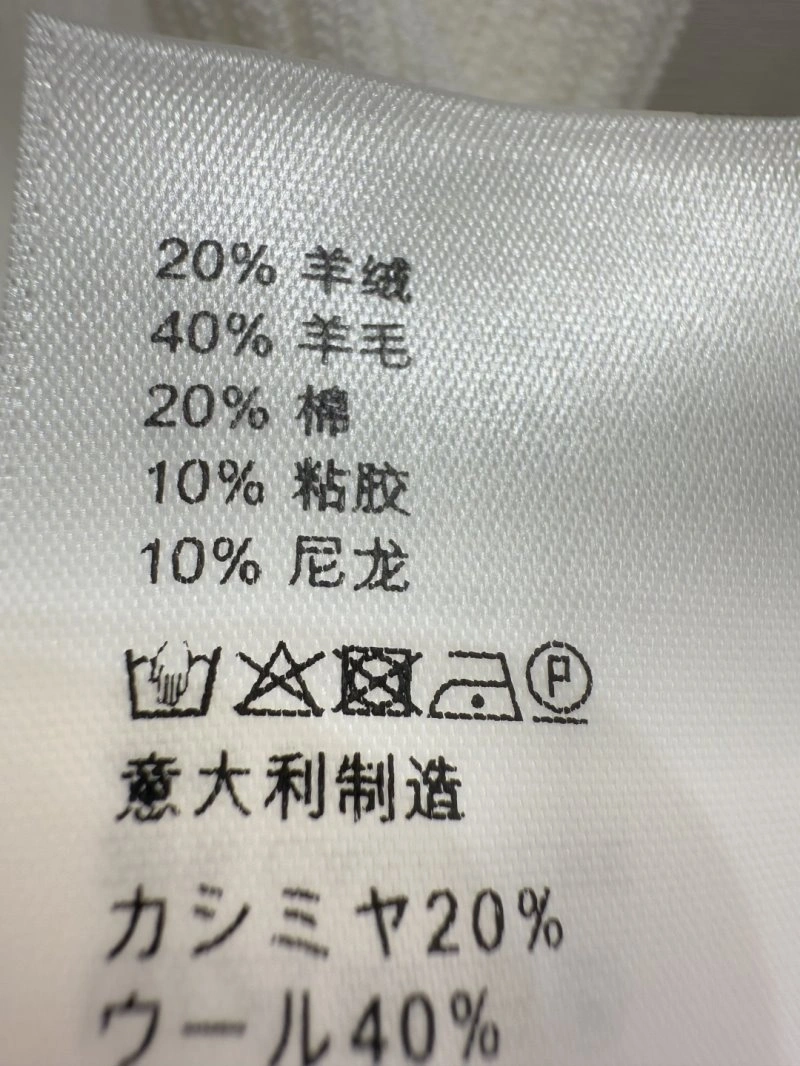 20% 羊绒
40% 羊毛
20% 棉
10% 粘胶
10% 尼龙
P
意大利制造
カシミヤ20%
ウール40%